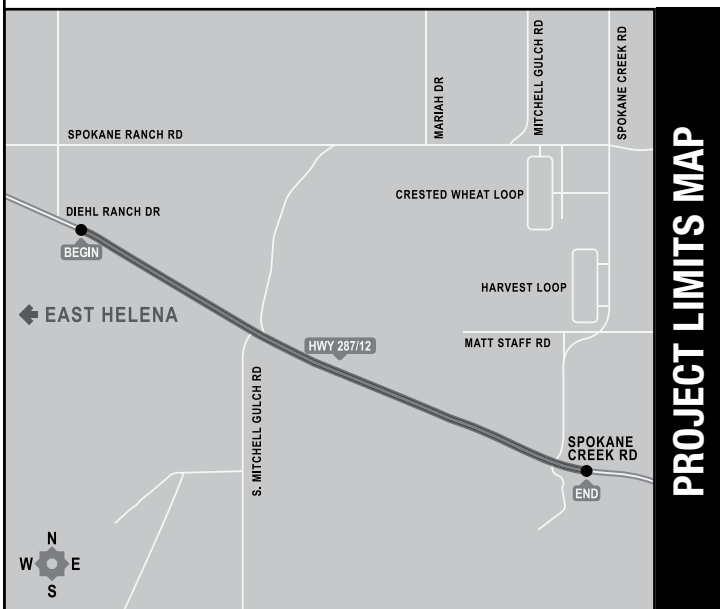 MITCHELL GULCH RD
SPOKANE CREEK RD
MARIAH DR
SPOKANE RANCH RD
CRESTED WHEAT LOOP
DIEHL RANCH DR
BEGIN
HARVEST LOOP
EAST HELENA
HWY 287/12
MATT STAFF RD
S. MITCHELL GULCH RD
SPOKANE
CREEK RD
END
N
W E
S
PROJECT LIMITS MAP